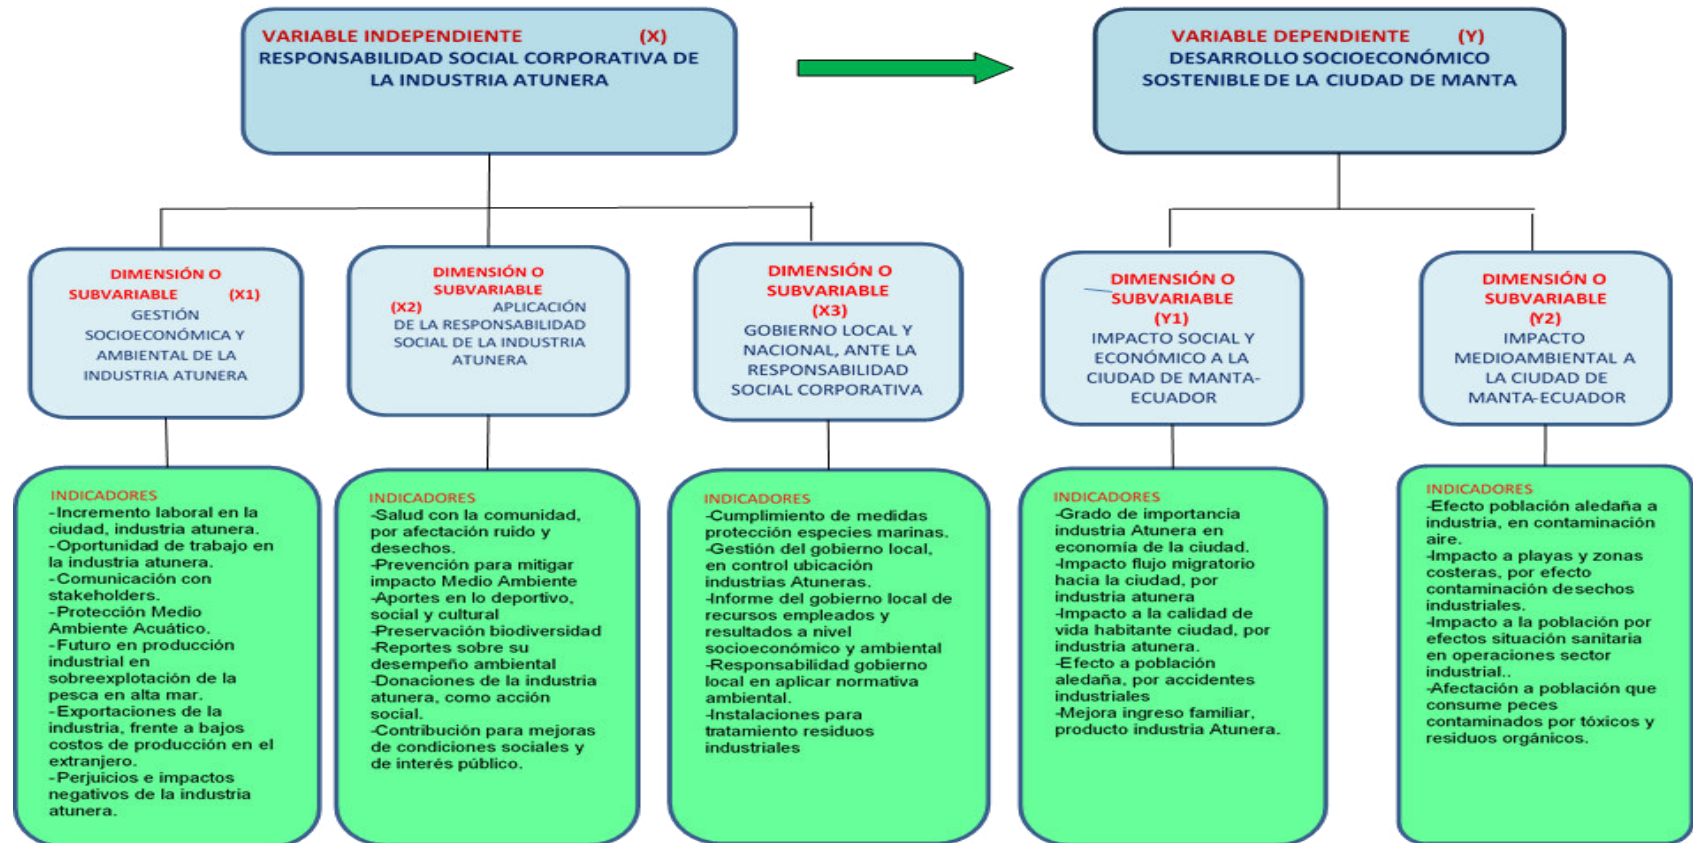 VARIABLE INDEPENDIENTE (X)
RESPONSABILIDAD SOCIAL CORPORATIVA DE
LA INDUSTRIA ATUNERA
VARIABLE DEPENDIENTE (Y)
DESARROLLO SOCIOECONÓMICO
SOSTENIBLE DE LA CIUDAD DE MANTA
DIMENSIÓN O
SUBVARIABLE (X1)
GESTIÓN
SOCIOECONÓMICA Y
AMBIENTAL DE LA
INDUSTRIA ATUNERA
DIMENSIÓN O
SUBVARIABLE
(X2) APLICACIÓN
DE LA RESPONSABILIDAD
SOCIAL DE LA INDUSTRIA
ATUNERA
DIMENSIÓN O
SUBVARIABLE
(X3)
GOBIERNO LOCAL Y
NACIONAL, ANTE LA
RESPONSABILIDAD
SOCIAL CORPORATIVA
DIMENSIÓN O
SUBVARIABLE
(Y1)
IMPACTO SOCIAL Y
ECONÓMICO A LA
CIUDAD DE MANTA-
ECUADOR
DIMENSIÓN O
SUBVARIABLE
(Y2)
IMPACTO
MEDIOAMBIENTAL A
LA CIUDAD DE
MANTA-ECUADOR
INDICADORES
-Incremento laboral en la
ciudad, industria atunera.
-Oportunidad de trabajo en
la industria atunera.
-Comunicación con
stakeholders.
-Protección Medio
Ambiente Acuático.
-Futuro en producción
industrial en
sobreexplotación de la
pesca en alta mar.
-Exportaciones de la
industria, frente a bajos
costos de producción en el
extranjero.
-Perjuicios e impactos
negativos de la industria
atunera.
INDICADORES
-Salud con la comunidad,
por afectación ruido y
desechos.
-Prevención para mitigar
impacto Medio Ambiente
-Aportes en lo deportivo,
social y cultural
-Preservación biodiversidad
-Reportes sobre su
desempeño ambiental
-Donaciones de la industria
atunera, como acción
social.
-Contribución para mejoras
de condiciones sociales y
de interés público.
INDICADORES
-Cumplimiento de medidas
protección especies marinas.
-Gestión del gobierno local,
en control ubicación
industrias Atuneras.
-Informe del gobierno local de
recursos empleados y
resultados a nivel
socioeconómico y ambiental
-Responsabilidad gobierno
local en aplicar normativa
ambiental.
-Instalaciones para
tratamiento residuos
industriales
INDICADORES
-Grado de importancia
industria Atunera en
economía de la ciudad.
-Impacto flujo migratorio
hacia la ciudad, por
industria atunera
-Impacto a la calidad de
vida habitante ciudad, por
industria atunera.
-Efecto a población
aledaña, por accidentes
industriales
-Mejora ingreso familiar,
producto industria Atunera.
INDICADORES
-Efecto población aledaña a
industria, en contaminación
aire.
-Impacto a playas y zonas
costeras, por efecto
contaminación desechos
industriales.
-Impacto a la población por
efectos situación sanitaria
en operaciones sector
industrial..
-Afectación a población que
consume peces
contaminados por tóxicos y
residuos orgánicos.